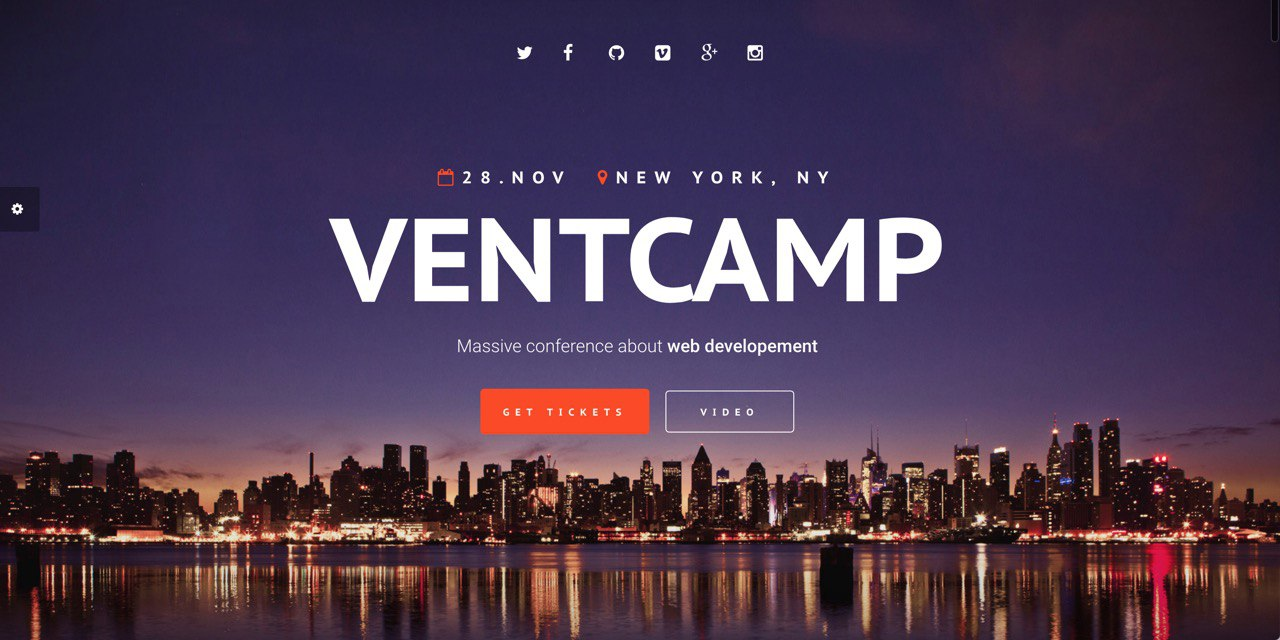 28.NOV NEW YORK, NY
VENTCAMP
Massive conference about web developement
GET TICKETS VIDEO